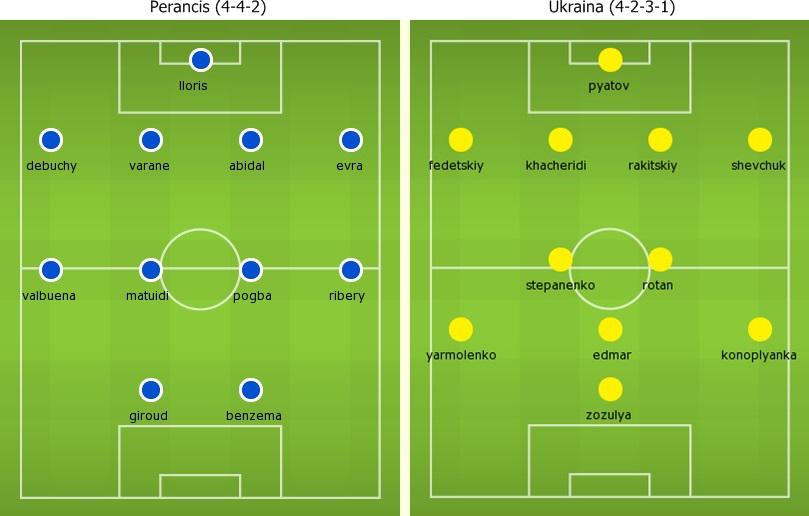 Perancis (4-4-2)
lloris
debuchy varane abidal evra
valbuena matuidi pogba ribery
giroud benzema
Ukraina (4-2-3-1)
pyatov
fedetskiy khacheridi rakitskiy shevchuk
stepanenko rotan
yarmolenko edmar konoplyanka
zozulya